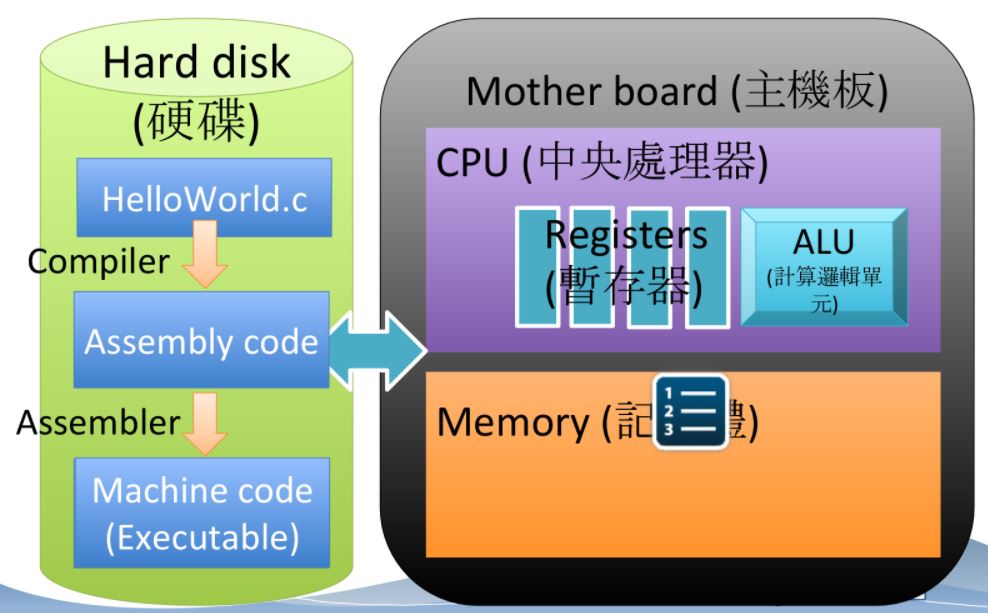 Hard disk
(硬碟)
HelloWorld.c
Compiler
Assembly code
Assembler
Machine code
(Executable)
Mother board (主機板)
CPU (中央處理器)
Registers
(暫存器)
ALU
(計算邏輯單
元)
Memory (記 體)
1
2
3